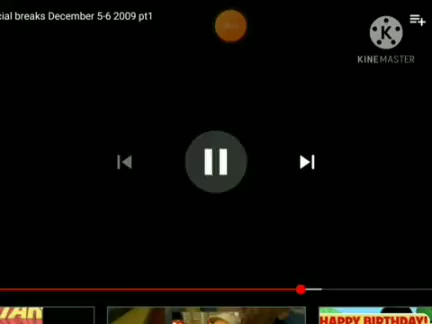 cial breaks December 5-6 2009 pt1
K
KINEMASTER
HAPPY BIRTHDAY!